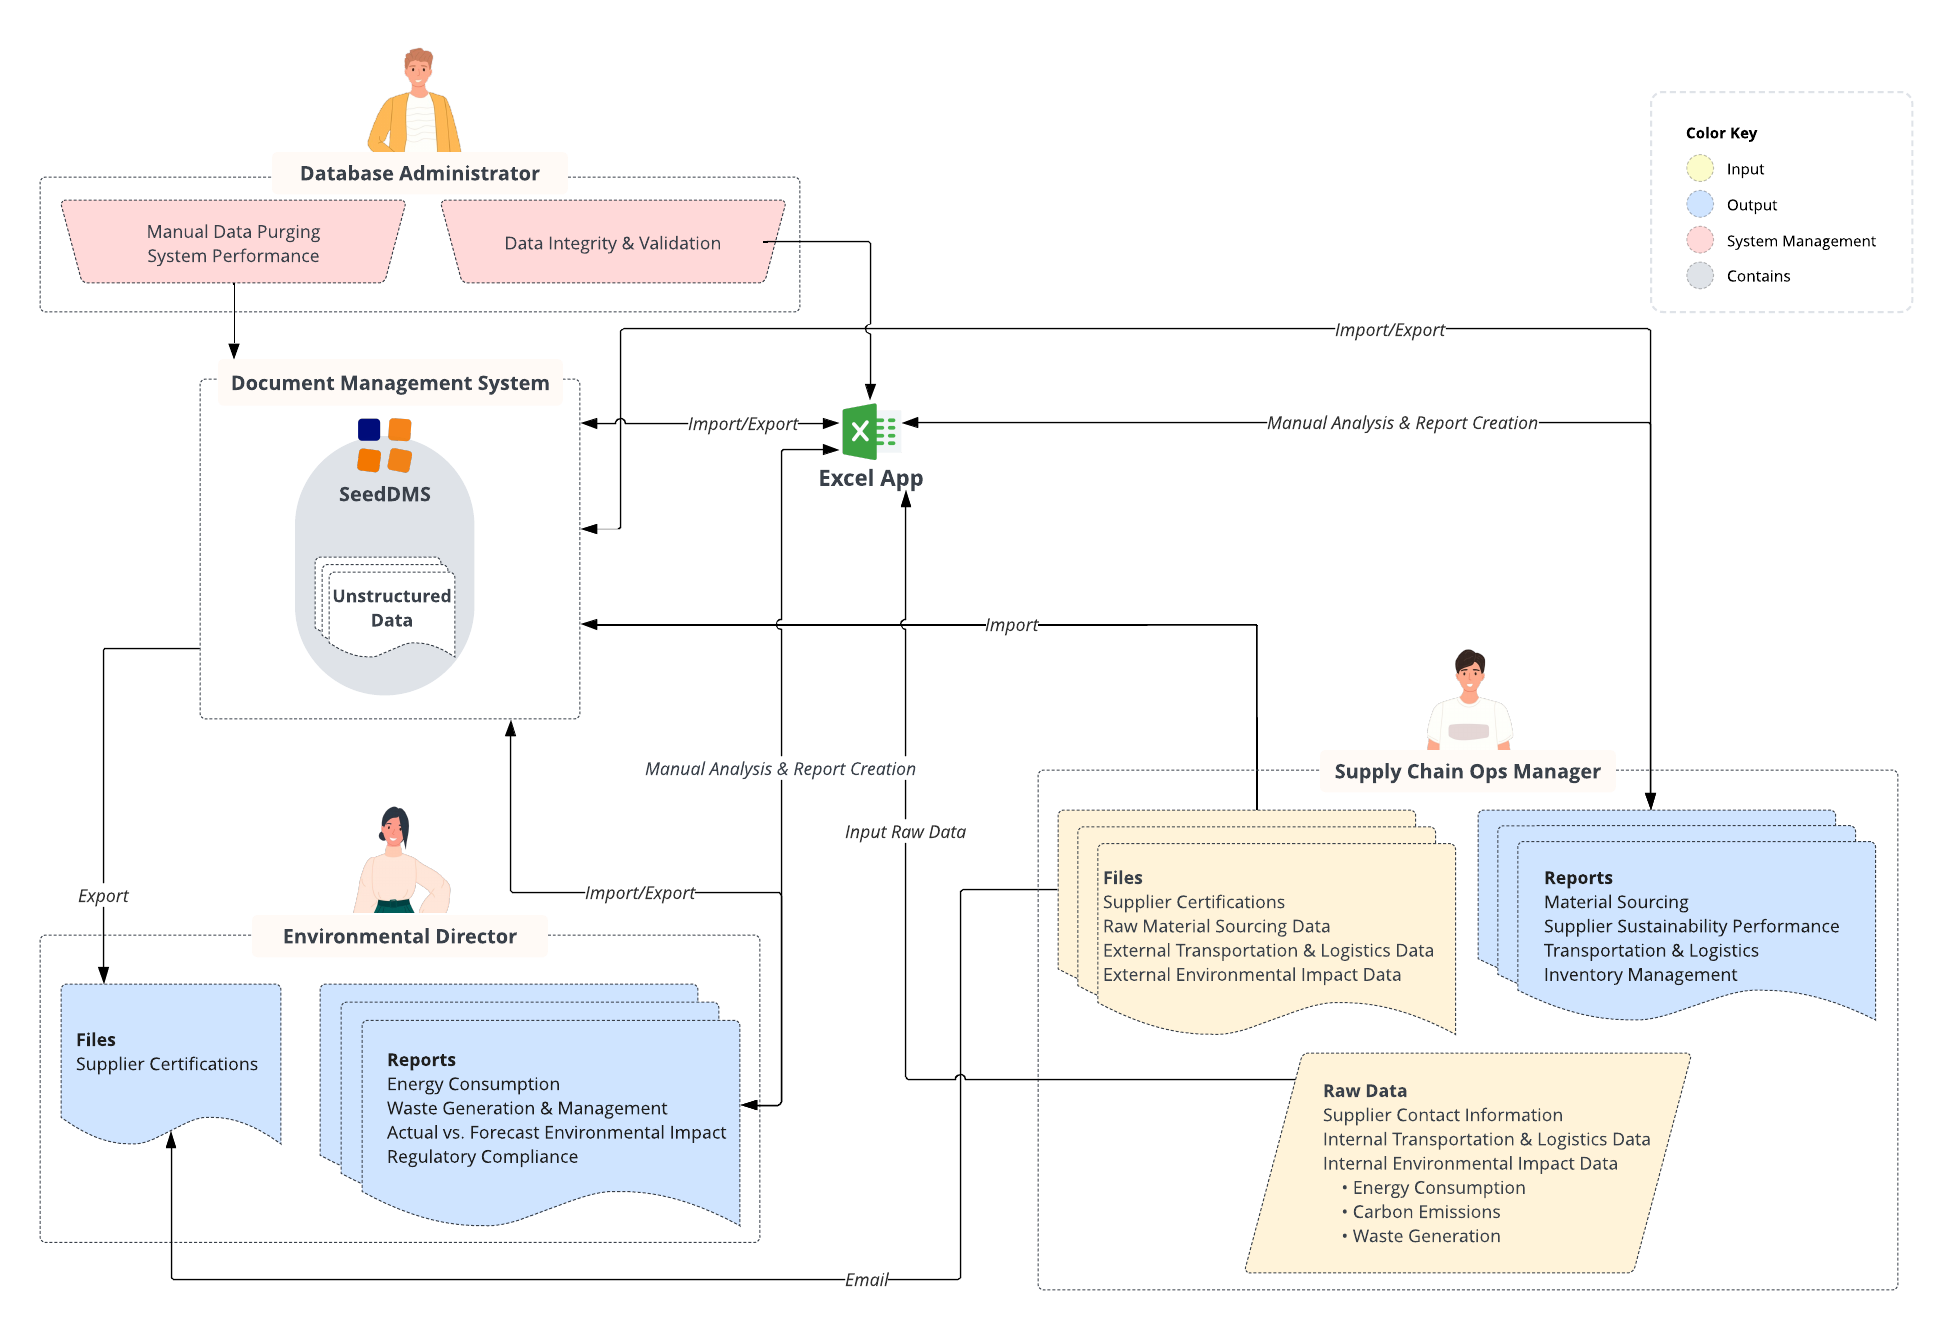 Database Administrator
Manual Data Purging
System Performance
Data Integrity & Validation
Color Key
Input
Output
System Management
Contains
Import/Export
Document Management System
SeedDMS
Unstructured
Data
Import/Export
Excel App
Manual Analysis & Report Creation
Import
Manual Analysis & Report Creation
Input Raw Data
Import/Export
Export
Environmental Director
Files
Supplier Certifications
Reports
Energy Consumption
Waste Generation & Management
Actual vs. Forecast Environmental Impact
Regulatory Compliance
Email
Supply Chain Ops Manager
Files
Supplier Certifications
Raw Material Sourcing Data
External Transportation & Logistics Data
External Environmental Impact Data
Reports
Material Sourcing
Supplier Sustainability Performance
Transportation & Logistics
Inventory Management
Raw Data
Supplier Contact Information
Internal Transportation & Logistics Data
Internal Environmental Impact Data
• Energy Consumption
• Carbon Emissions
• Waste Generation